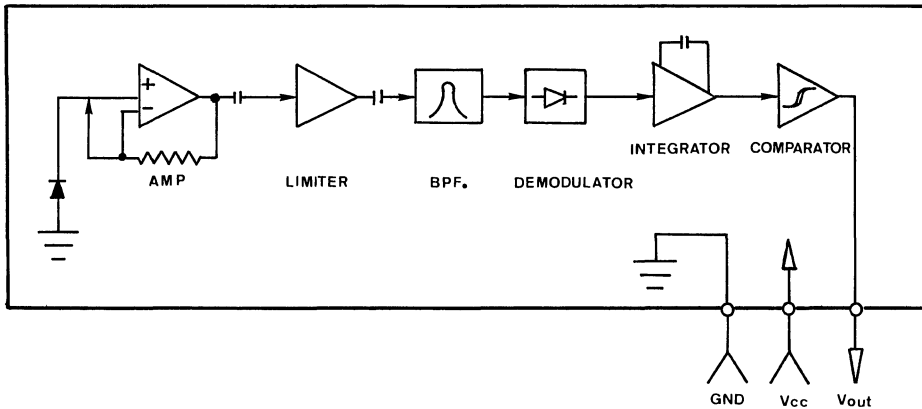 +
−
AMP
LIMITER
BPF.
DEMODULATOR
INTEGRATOR
COMPARATOR
GND
Vcc
Vout